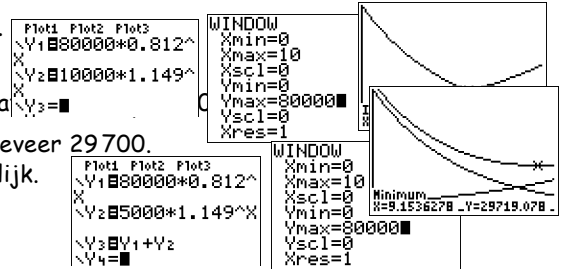 Plot1 Plot2 Plot3
\Y1=80000*0.812^
X
\Y2=10000*1.149^
X
\Y3=
WINDOW
Xmin=0
Xmax=10
Xscl=0
Ymin=0
Ymax=80000
Yscl=0
Xres=1
eveer 29 700.
ijk.
Plot1 Plot2 Plot3
\Y1=80000*0.812^
X
\Y2=5000*1.149^X
\Y3=Y1+Y2
\Y4=
WINDOW
Xmin=0
Xmax=10
Xscl=0
Ymin=0
Ymax=80000
Yscl=0
Xres=1
Minimum
X=9.1536278 Y=29719.078